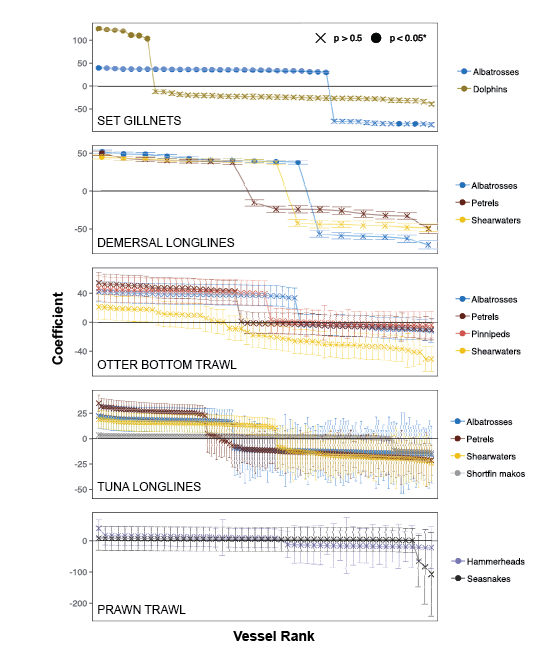 100
50
0
-50
p > 0.5
p < 0.05*
SET GILLNETS
Albatrosses
Dolphins
50
0
-50
DEMERSAL LONGLINES
Albatrosses
Petrels
Shearwaters
Coefficient
40
0
-40
OTTER BOTTOM TRAWL
Albatrosses
Petrels
Pinnipeds
Shearwaters
25
0
-25
-50
TUNA LONGLINES
Albatrosses
Petrels
Shearwaters
Shortfin makos
0
-100
-200
PRAWN TRAWL
Hammerheads
Seasnakes
Vessel Rank